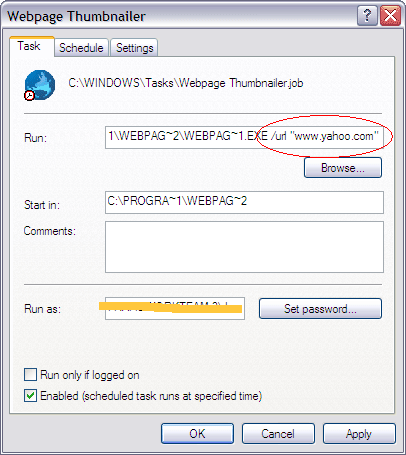 Webpage Thumbnailer
Task Schedule Settings
C:\WINDOWS\Tasks\Webpage Thumbnailer.job
Run: 1\WEBPAG~2\WEBPAG~1.EXE /url "www.yahoo.com"
Browse...
Start in: C:\PROGRA~1\WEBPAG~2
Comments:
Run as: Set password...
Run only if logged on
Enabled (scheduled task runs at specified time)
OK Cancel Apply